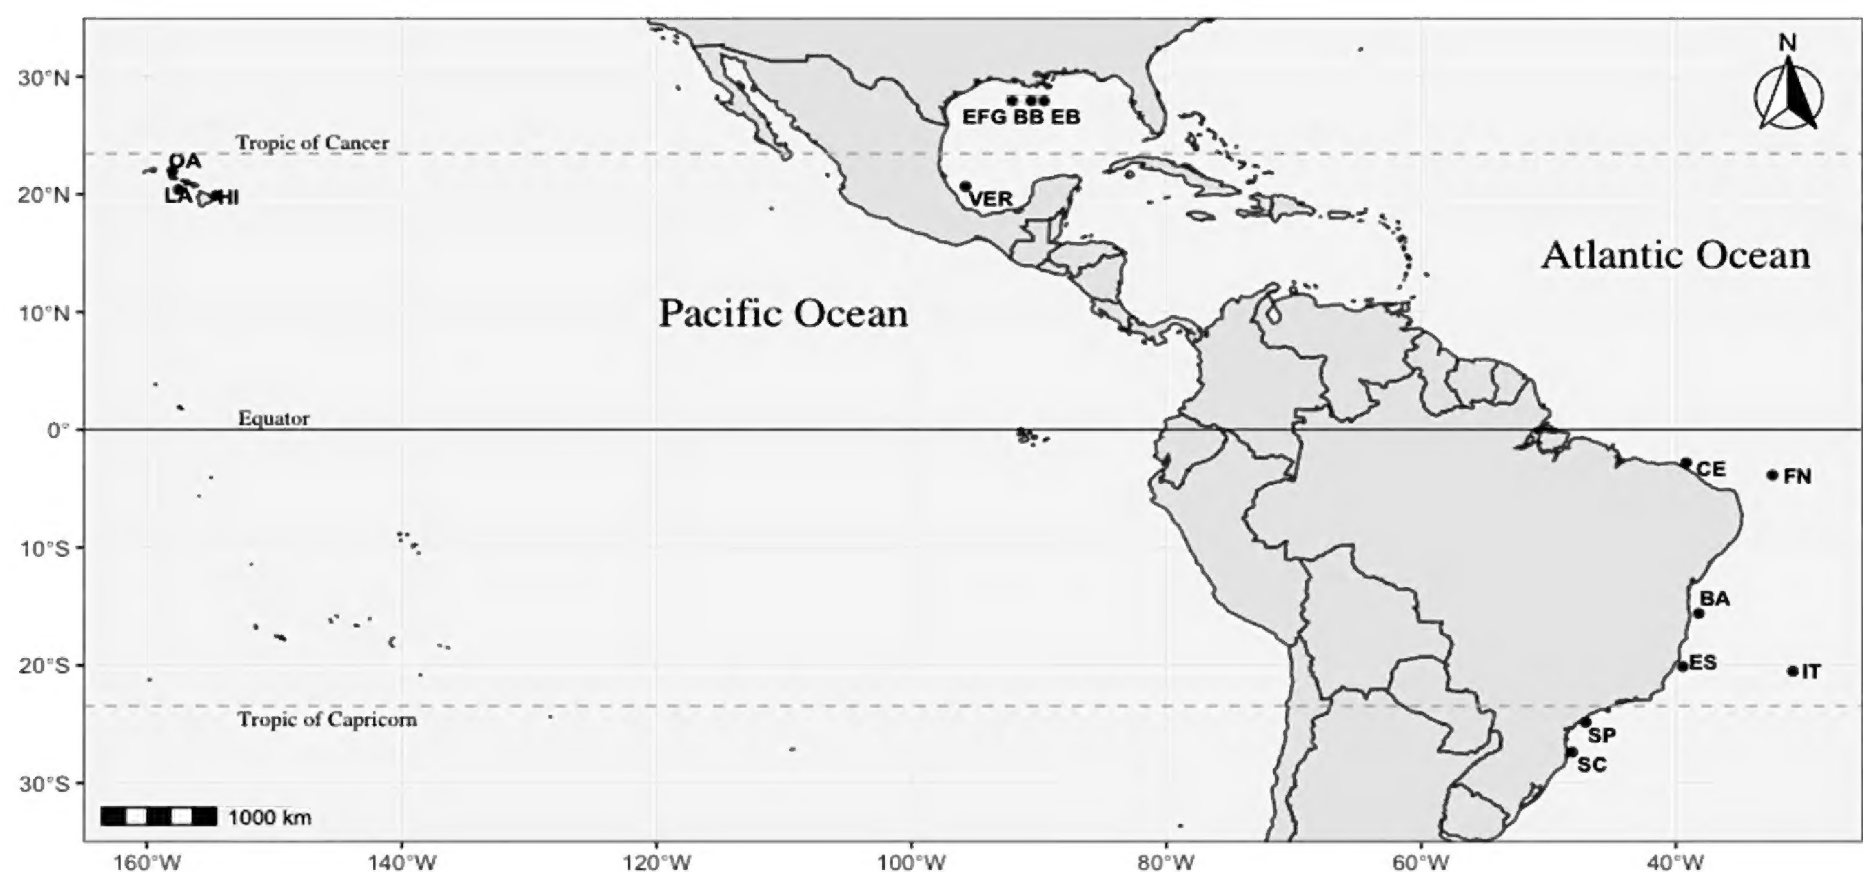 N
30°N
EFG BB EB
Tropic of Cancer
OA
20°N
LA HI
VER
Atlantic Ocean
Pacific Ocean
10°N
Equator
0°
CE
FN
10°S
BA
20°S
ES
IT
Tropic of Capricorn
SP
SC
30°S
1000 km
160°W 140°W 120°W 100°W 80°W 60°W 40°W